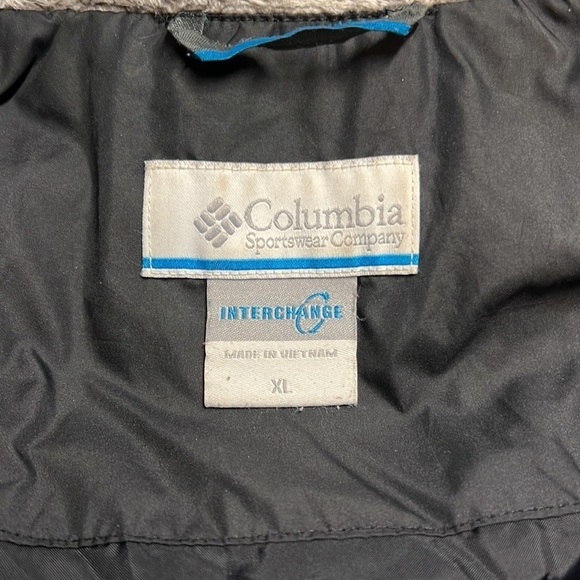 Columbia
Sportswear Company
INTERCHANGE
MADE IN VIETNAM
XL